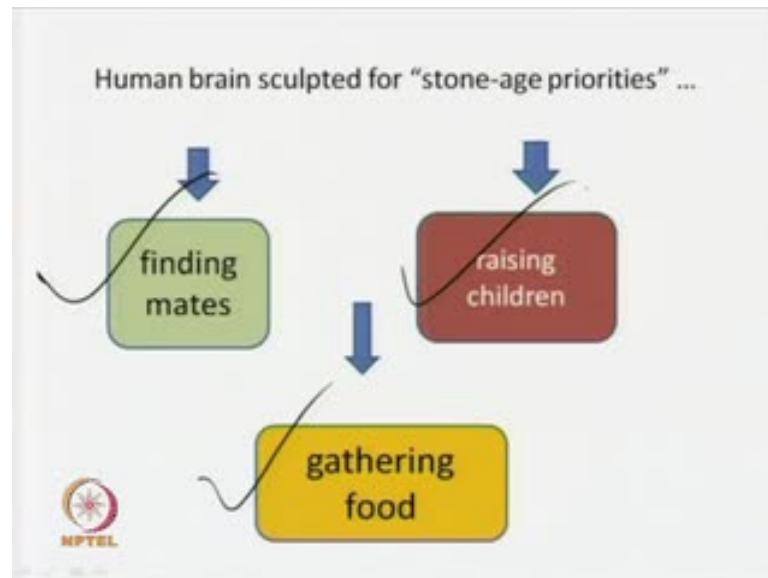 Human brain sculpted for “stone-age priorities” ...
finding
mates
raising
children
gathering
food
NPTEL